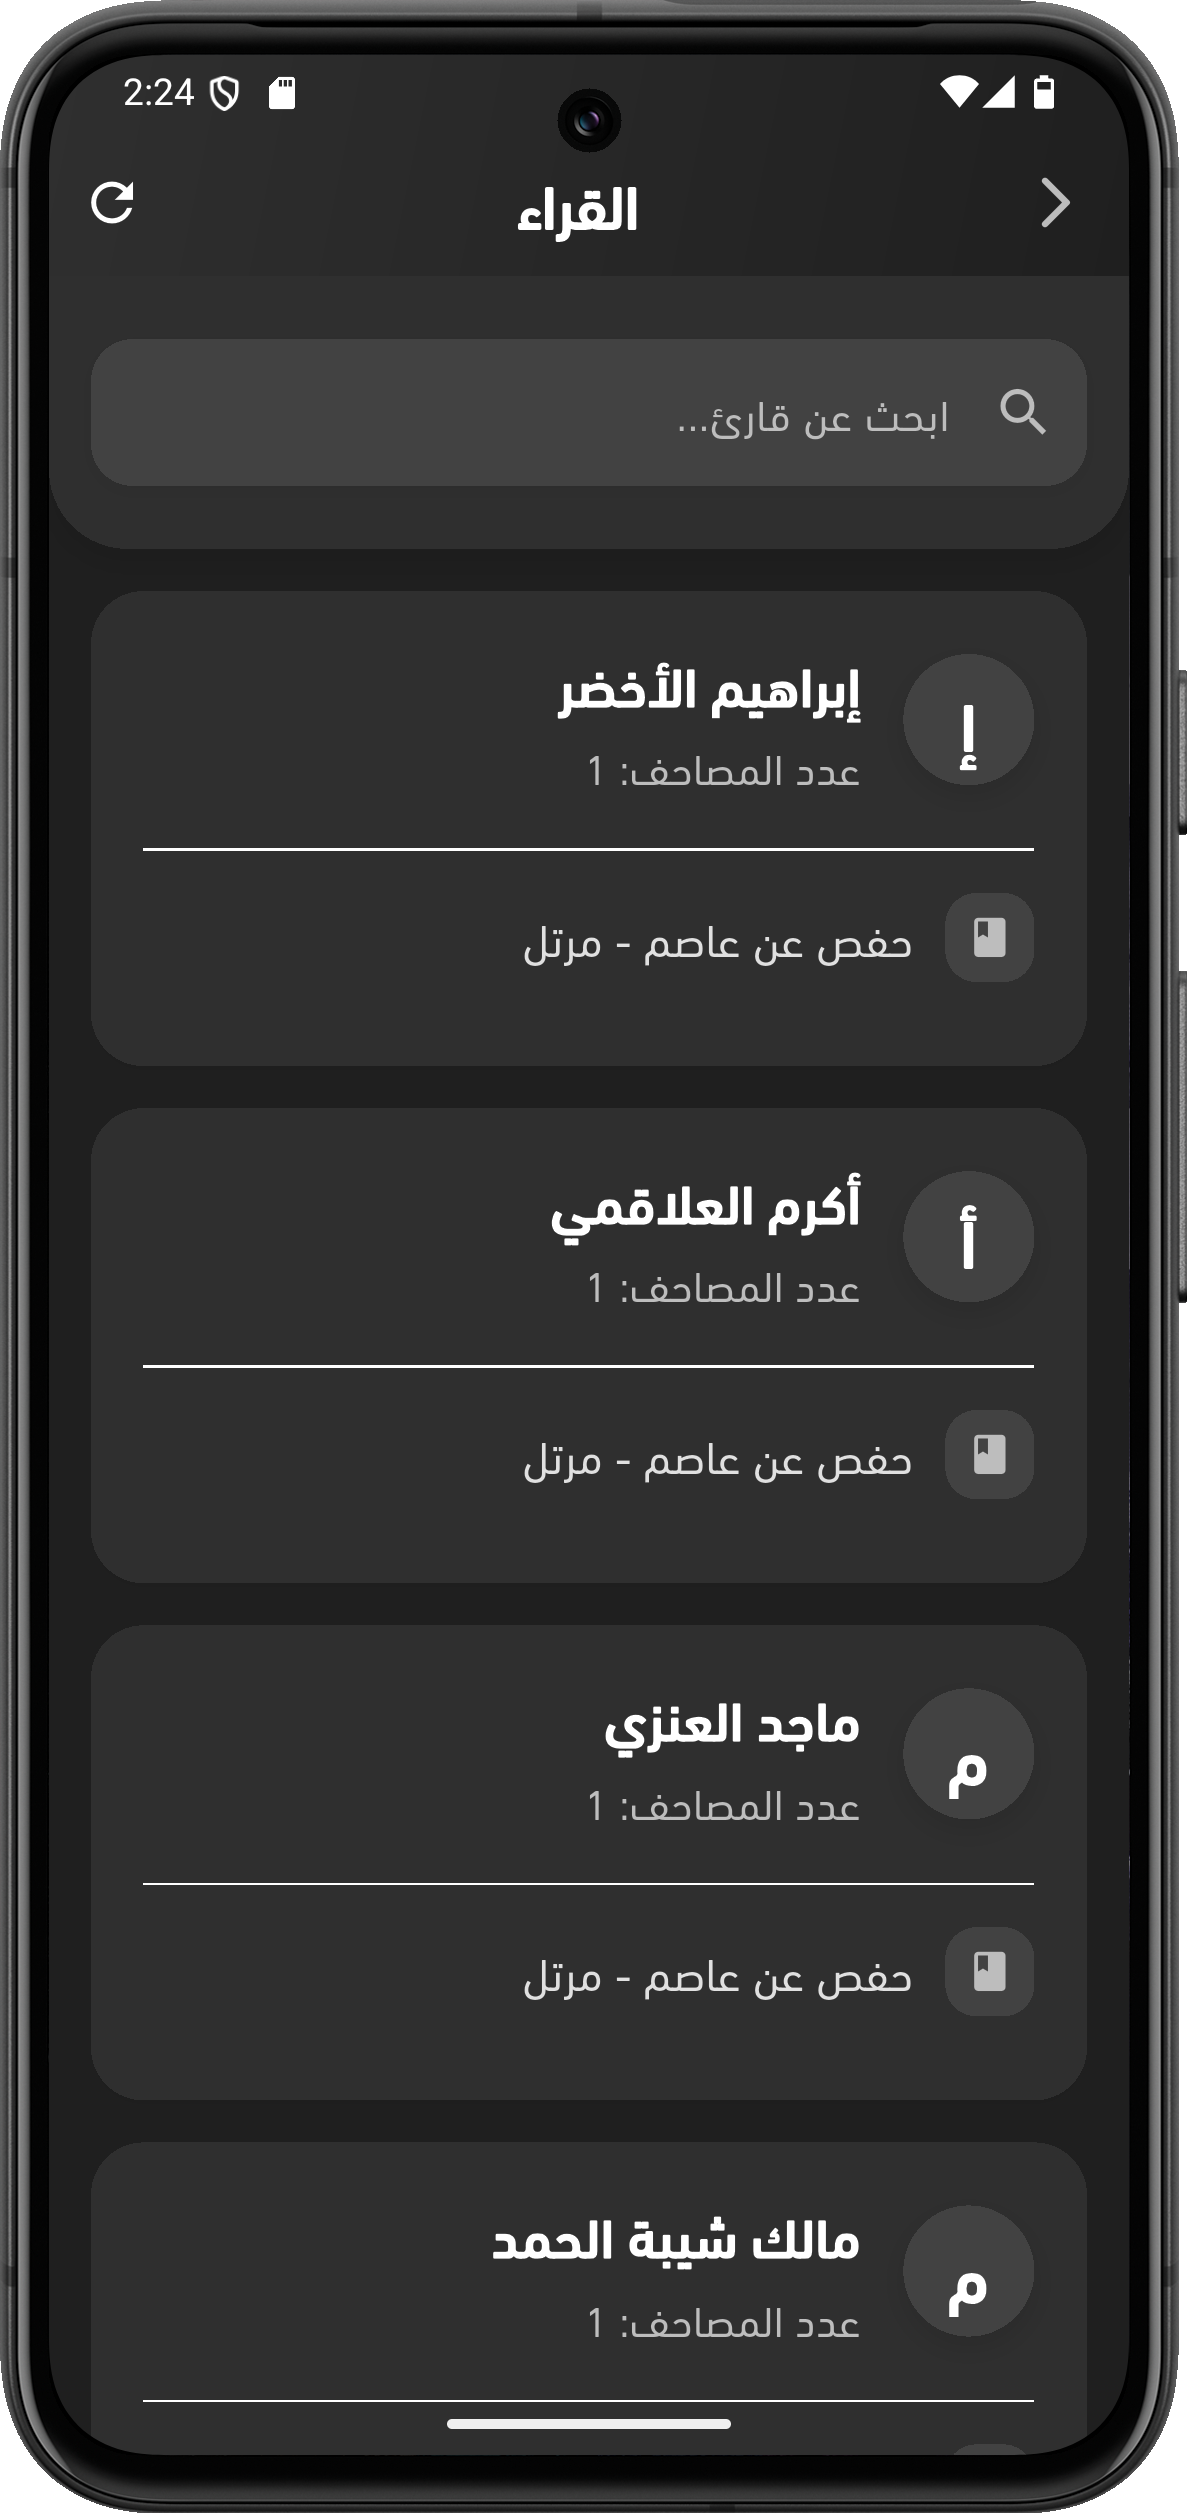 2:24
القراء
ابحث عن قارئ...
إ
إبراهيم الأخضر
عدد المصاحف: 1
حفص عن عاصم - مرتل
أ
أكرم العلاقمي
عدد المصاحف: 1
حفص عن عاصم - مرتل
م
ماجد العنزي
عدد المصاحف: 1
حفص عن عاصم - مرتل
م
مالك شيبة الحمد
عدد المصاحف: 1